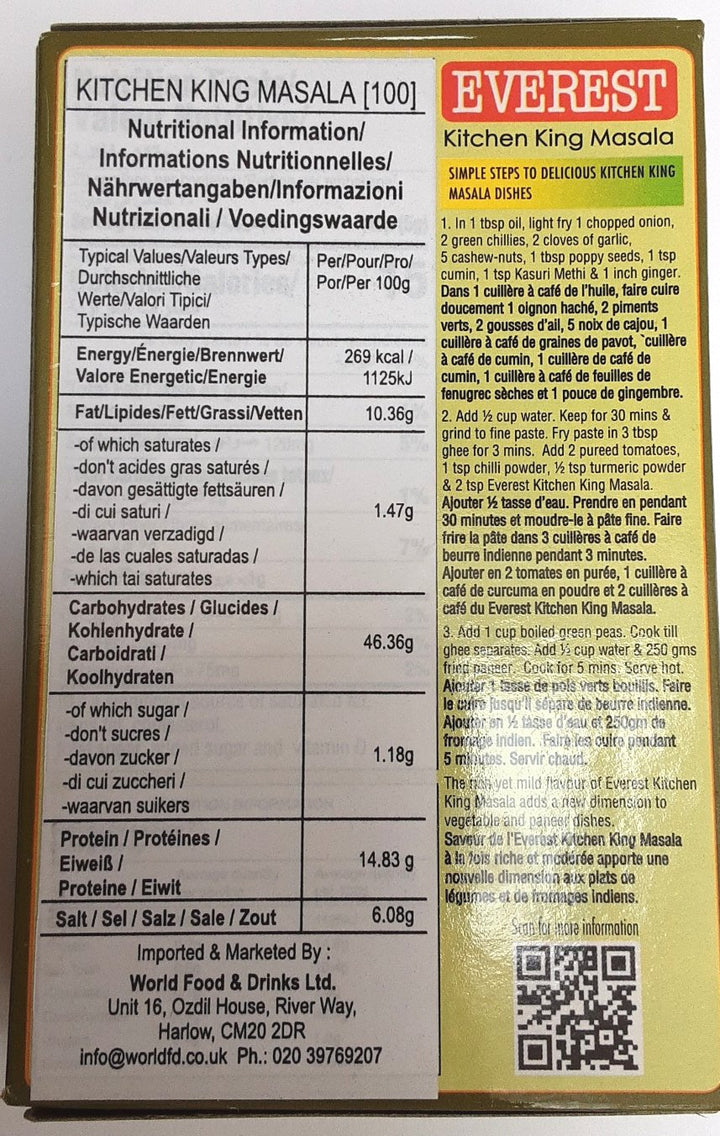 KITCHEN KING MASALA [100]
Nutritional Information/
Informations Nutritionnelles/
Nährwertangaben/Informazioni
Nutrizionali / Voedingswaarde
Typical Values/Valeurs Types/
Durchschnittliche
Werte/Valori Tipici/
Typische Waarden
Per/Pour/Pro/
Por/Per 100g
Energy/Énergie/Brennwert/
Valore Energetic/Energie
269 kcal /
1125kJ
Fat/Lipides/Fett/Grassi/Vetten
10.36g
-of which saturates /
-don't acides gras saturés /
-davon gesättigte fettsäuren /
-di cui saturi /
-waarvan verzadigd /
-de las cuales saturadas /
-which tai saturates
1.47g
Carbohydrates / Glucides /
Kohlenhydrate /
Carboidrati /
Koolhydraten
46.36g
-of which sugar /
-don't sucres /
-davon zucker /
-di cui zuccheri /
-waarvan suikers
1.18g
Protein / Protéines /
Eiweiß /
Proteine / Eiwit
14.83 g
Salt / Sel / Salz / Sale / Zout
6.08g
Imported & Marketed By :
World Food & Drinks Ltd.
Unit 16, Ozdil House, River Way,
Harlow, CM20 2DR
info@worldfd.co.uk Ph.: 020 39769207
EVEREST
Kitchen King Masala
SIMPLE STEPS TO DELICIOUS KITCHEN KING
MASALA DISHES
1. In 1 tbsp oil, light fry 1 chopped onion,
2 green chillies, 2 cloves of garlic,
5 cashew-nuts, 1 tbsp poppy seeds, 1 tsp
cumin, 1 tsp Kasuri Methi & 1 inch ginger.
Dans 1 cuillère à café de l'huile, faire cuire
doucement 1 oignon haché, 2 piments
verts, 2 gousses d'ail, 5 noix de cajou, 1
cuillère à café de graines de pavot, `cuillère
à café de cumin, 1 cuillère de café de
cumin, 1 cuillère à café de feuilles de
fenugrec sèches et 1 pouce de gingembre.
2. Add ½ cup water. Keep for 30 mins &
grind to fine paste. Fry paste in 3 tbsp
ghee for 3 mins. Add 2 pureed tomatoes,
1 tsp chilli powder, ½ tsp turmeric powder
& 2 tsp Everest Kitchen King Masala.
Ajouter ½ tasse d'eau. Prendre en pendant
30 minutes et moudre-le à pâte fine. Faire
frire la pâte dans 3 cuillères à café de
beurre indienne pendant 3 minutes.
Ajouter en 2 tomates en purée, 1 cuillère à
café de curcuma en poudre et 2 cuillères à
café du Everest Kitchen King Masala.
3. Add 1 cup boiled green peas. Cook till
ghee separates. Add ½ cup water & 250 gms
fried paneer. Cook for 5 mins. Serve hot.
Ajouter 1 tasse de pois verts bouillis. Faire
le cuire jusqu'il sépare de beurre indienne.
Ajouter en ½ tasse d'eau et 250gm de
fromage indien. Faire les cuire pendant
5 minutes. Servir chaud.
The rich yet mild flavour of Everest Kitchen
King Masala adds a new dimension to
vegetable and paneer dishes.
Saveur de l'Everest Kitchen King Masala
à la fois riche et modérée apporte une
nouvelle dimension aux plats de
légumes et de fromages indiens.
Scan for more information